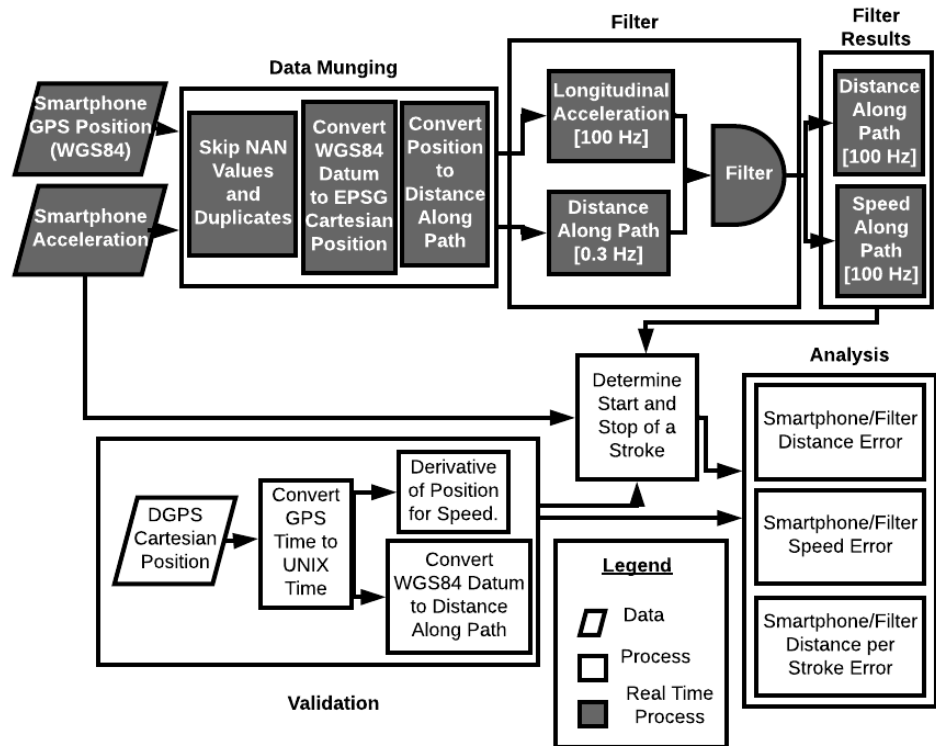 Filter
Filter
Results
Data Munging
Smartphone
GPS Position
(WGS84)
Smartphone
Acceleration
Skip NAN
Values
and
Duplicates
Convert
WGS84
Datum
to EPSG
Cartesian
Position
Convert
Position
to
Distance
Along
Path
Longitudinal
Acceleration
[100 Hz]
Distance
Along Path
[0.3 Hz]
Filter
Distance
Along
Path
[100 Hz]
Speed
Along
Path
[100 Hz]
Determine
Start and
Stop of a
Stroke
Analysis
Smartphone/Filter
Distance Error
Smartphone/Filter
Speed Error
Smartphone/Filter
Distance per
Stroke Error
DGPS
Cartesian
Position
Convert
GPS
Time to
UNIX
Time
Derivative
of Position
for Speed.
Convert
WGS84 Datum
to Distance
Along Path
Validation
Legend
Data
Process
Real Time
Process